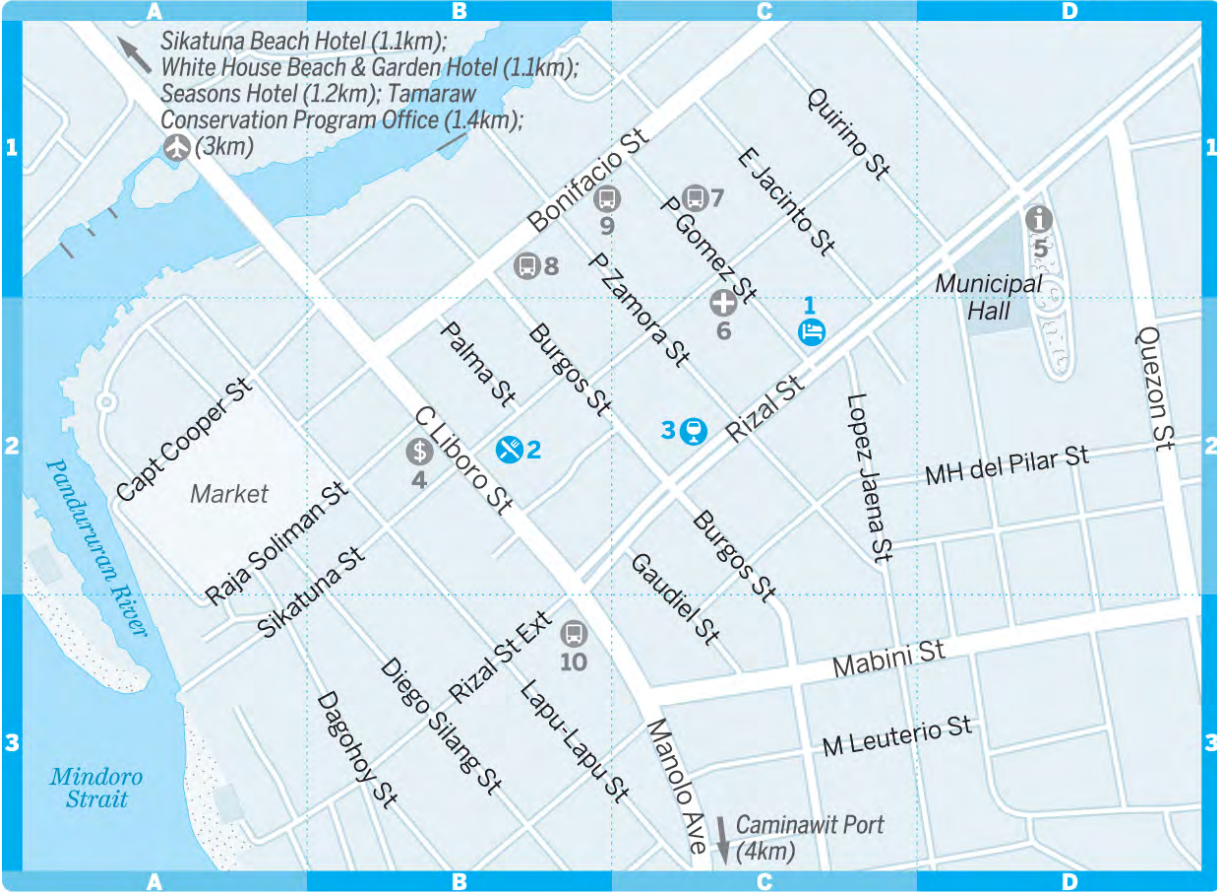 A
B
C
D
Sikatuna Beach Hotel (1.1km);
White House Beach & Garden Hotel (1.1km);
Seasons Hotel (1.2km); Tamaraw
Conservation Program Office (1.4km);
(3km)
1
1
Quirino St
E Jacinto St
Bonifacio St
9
7
P Gomez St
i
5
8
P Zamora St
Municipal
Hall
6
1
Palma St
Burgos St
Quezon St
Capt Cooper St
C Liboro St
$
4
2
3
Rizal St
Lopez Jaena St
MH del Pilar St
2
2
Market
Pandururan River
Raja Soliman St
Sikatuna St
Burgos St
Gaudiel St
Rizal St Ext
10
Mabini St
Diego Silang St
Lapu-Lapu St
Dagohoy St
Manolo Ave
M Leuterio St
3
3
Mindoro
Strait
Caminawit Port
(4km)
A
B
C
D